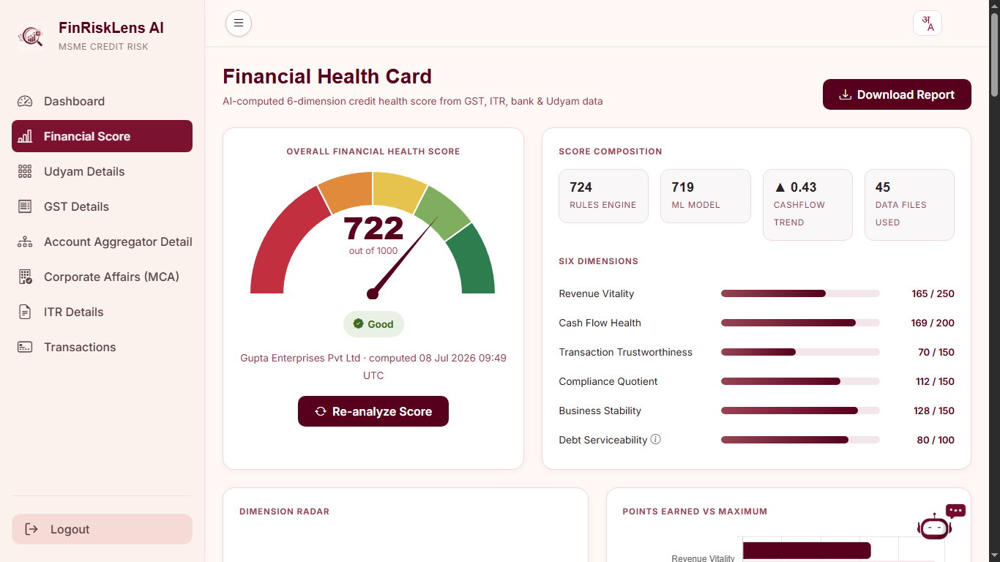 FinRiskLens AI
MSME CREDIT RISK
Dashboard
Financial Score
Udyam Details
GST Details
Account Aggregator Detail
Corporate Affairs (MCA)
ITR Details
Transactions
Logout
अ
A
Financial Health Card
AI-computed 6-dimension credit health score from GST, ITR, bank & Udyam data
Download Report
OVERALL FINANCIAL HEALTH SCORE
722
out of 1000
Good
Gupta Enterprises Pvt Ltd · computed 08 Jul 2026 09:49
UTC
Re-analyze Score
SCORE COMPOSITION
724
RULES ENGINE
719
ML MODEL
▲ 0.43
CASHFLOW
TREND
45
DATA FILES
USED
SIX DIMENSIONS
Revenue Vitality 165 / 250
Cash Flow Health 169 / 200
Transaction Trustworthiness 70 / 150
Compliance Quotient 112 / 150
Business Stability 128 / 150
Debt Serviceability 80 / 100
DIMENSION RADAR
POINTS EARNED VS MAXIMUM
Revenue Vitality